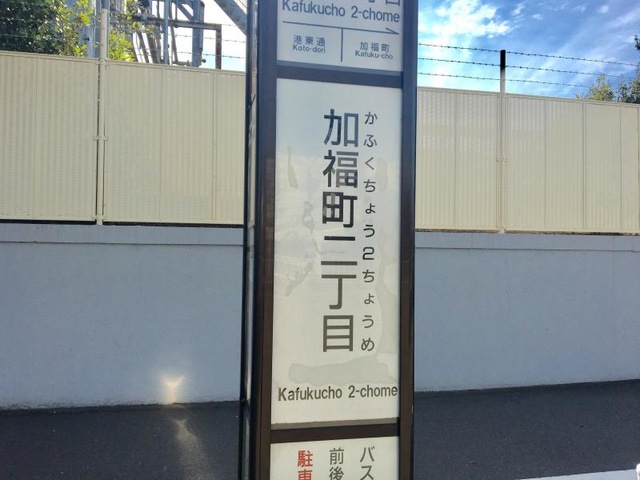 Kafukucho 2-chome
港東通
Koto-dori
加福町
Kafuku-cho
加福町二丁目
かふくちょう2ちょうめ
Kafukucho 2-chome
バス
前後
駐車